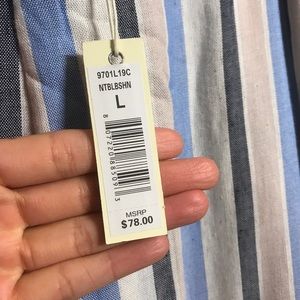 9701L19C
NTBLBSHN
L
MSRP
$78.00